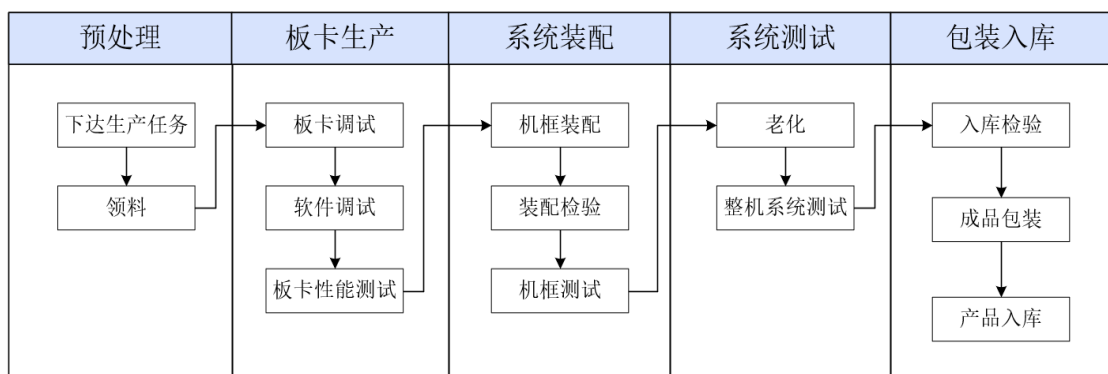 预处理
板卡生产
系统装配
系统测试
包装入库
下达生产任务
领料
板卡调试
软件调试
板卡性能测试
机框装配
装配检验
机框测试
老化
整机系统测试
入库检验
成品包装
产品入库